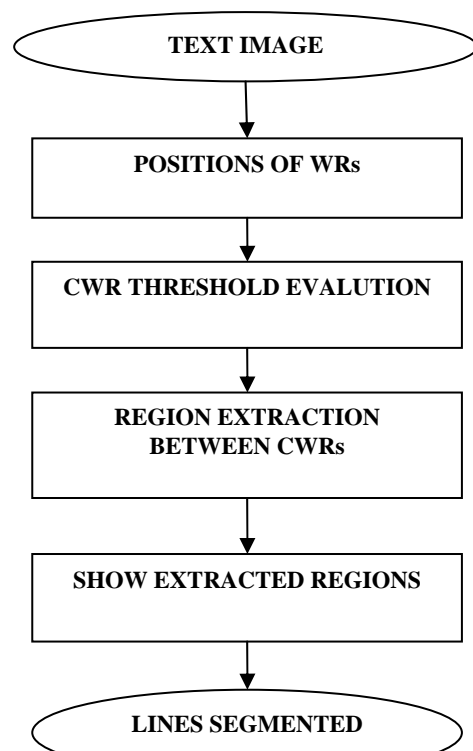 TEXT IMAGE
POSITIONS OF WRs
CWR THRESHOLD EVALUTION
REGION EXTRACTION
BETWEEN CWRs
SHOW EXTRACTED REGIONS
LINES SEGMENTED